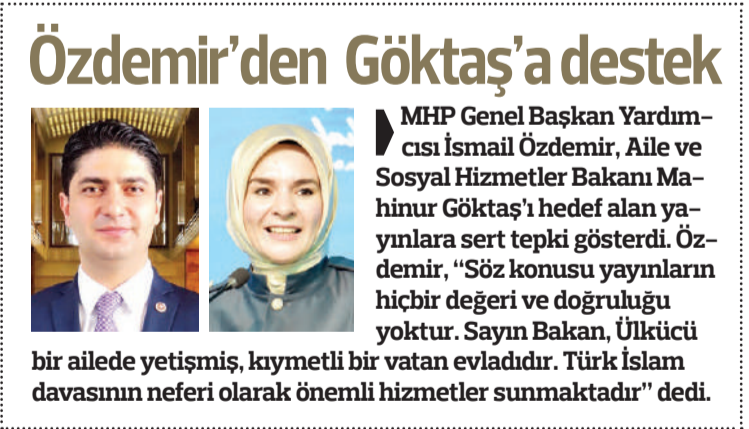 Özdemir’den Göktaş’a destek
MHP Genel Başkan Yardım–
cısı İsmail Özdemir, Aile ve
Sosyal Hizmetler Bakanı Ma–
hinur Göktaş’ı hedef alan ya–
yınlara sert tepki gösterdi. Öz–
demir, “Söz konusu yayınların
hiçbir değeri ve doğruluğu
yoktur. Sayın Bakan, Ülkücü
bir ailede yetişmiş, kıymetli bir vatan evladıdır. Türk İslam
davasının neferi olarak önemli hizmetler sunmaktadır” dedi.